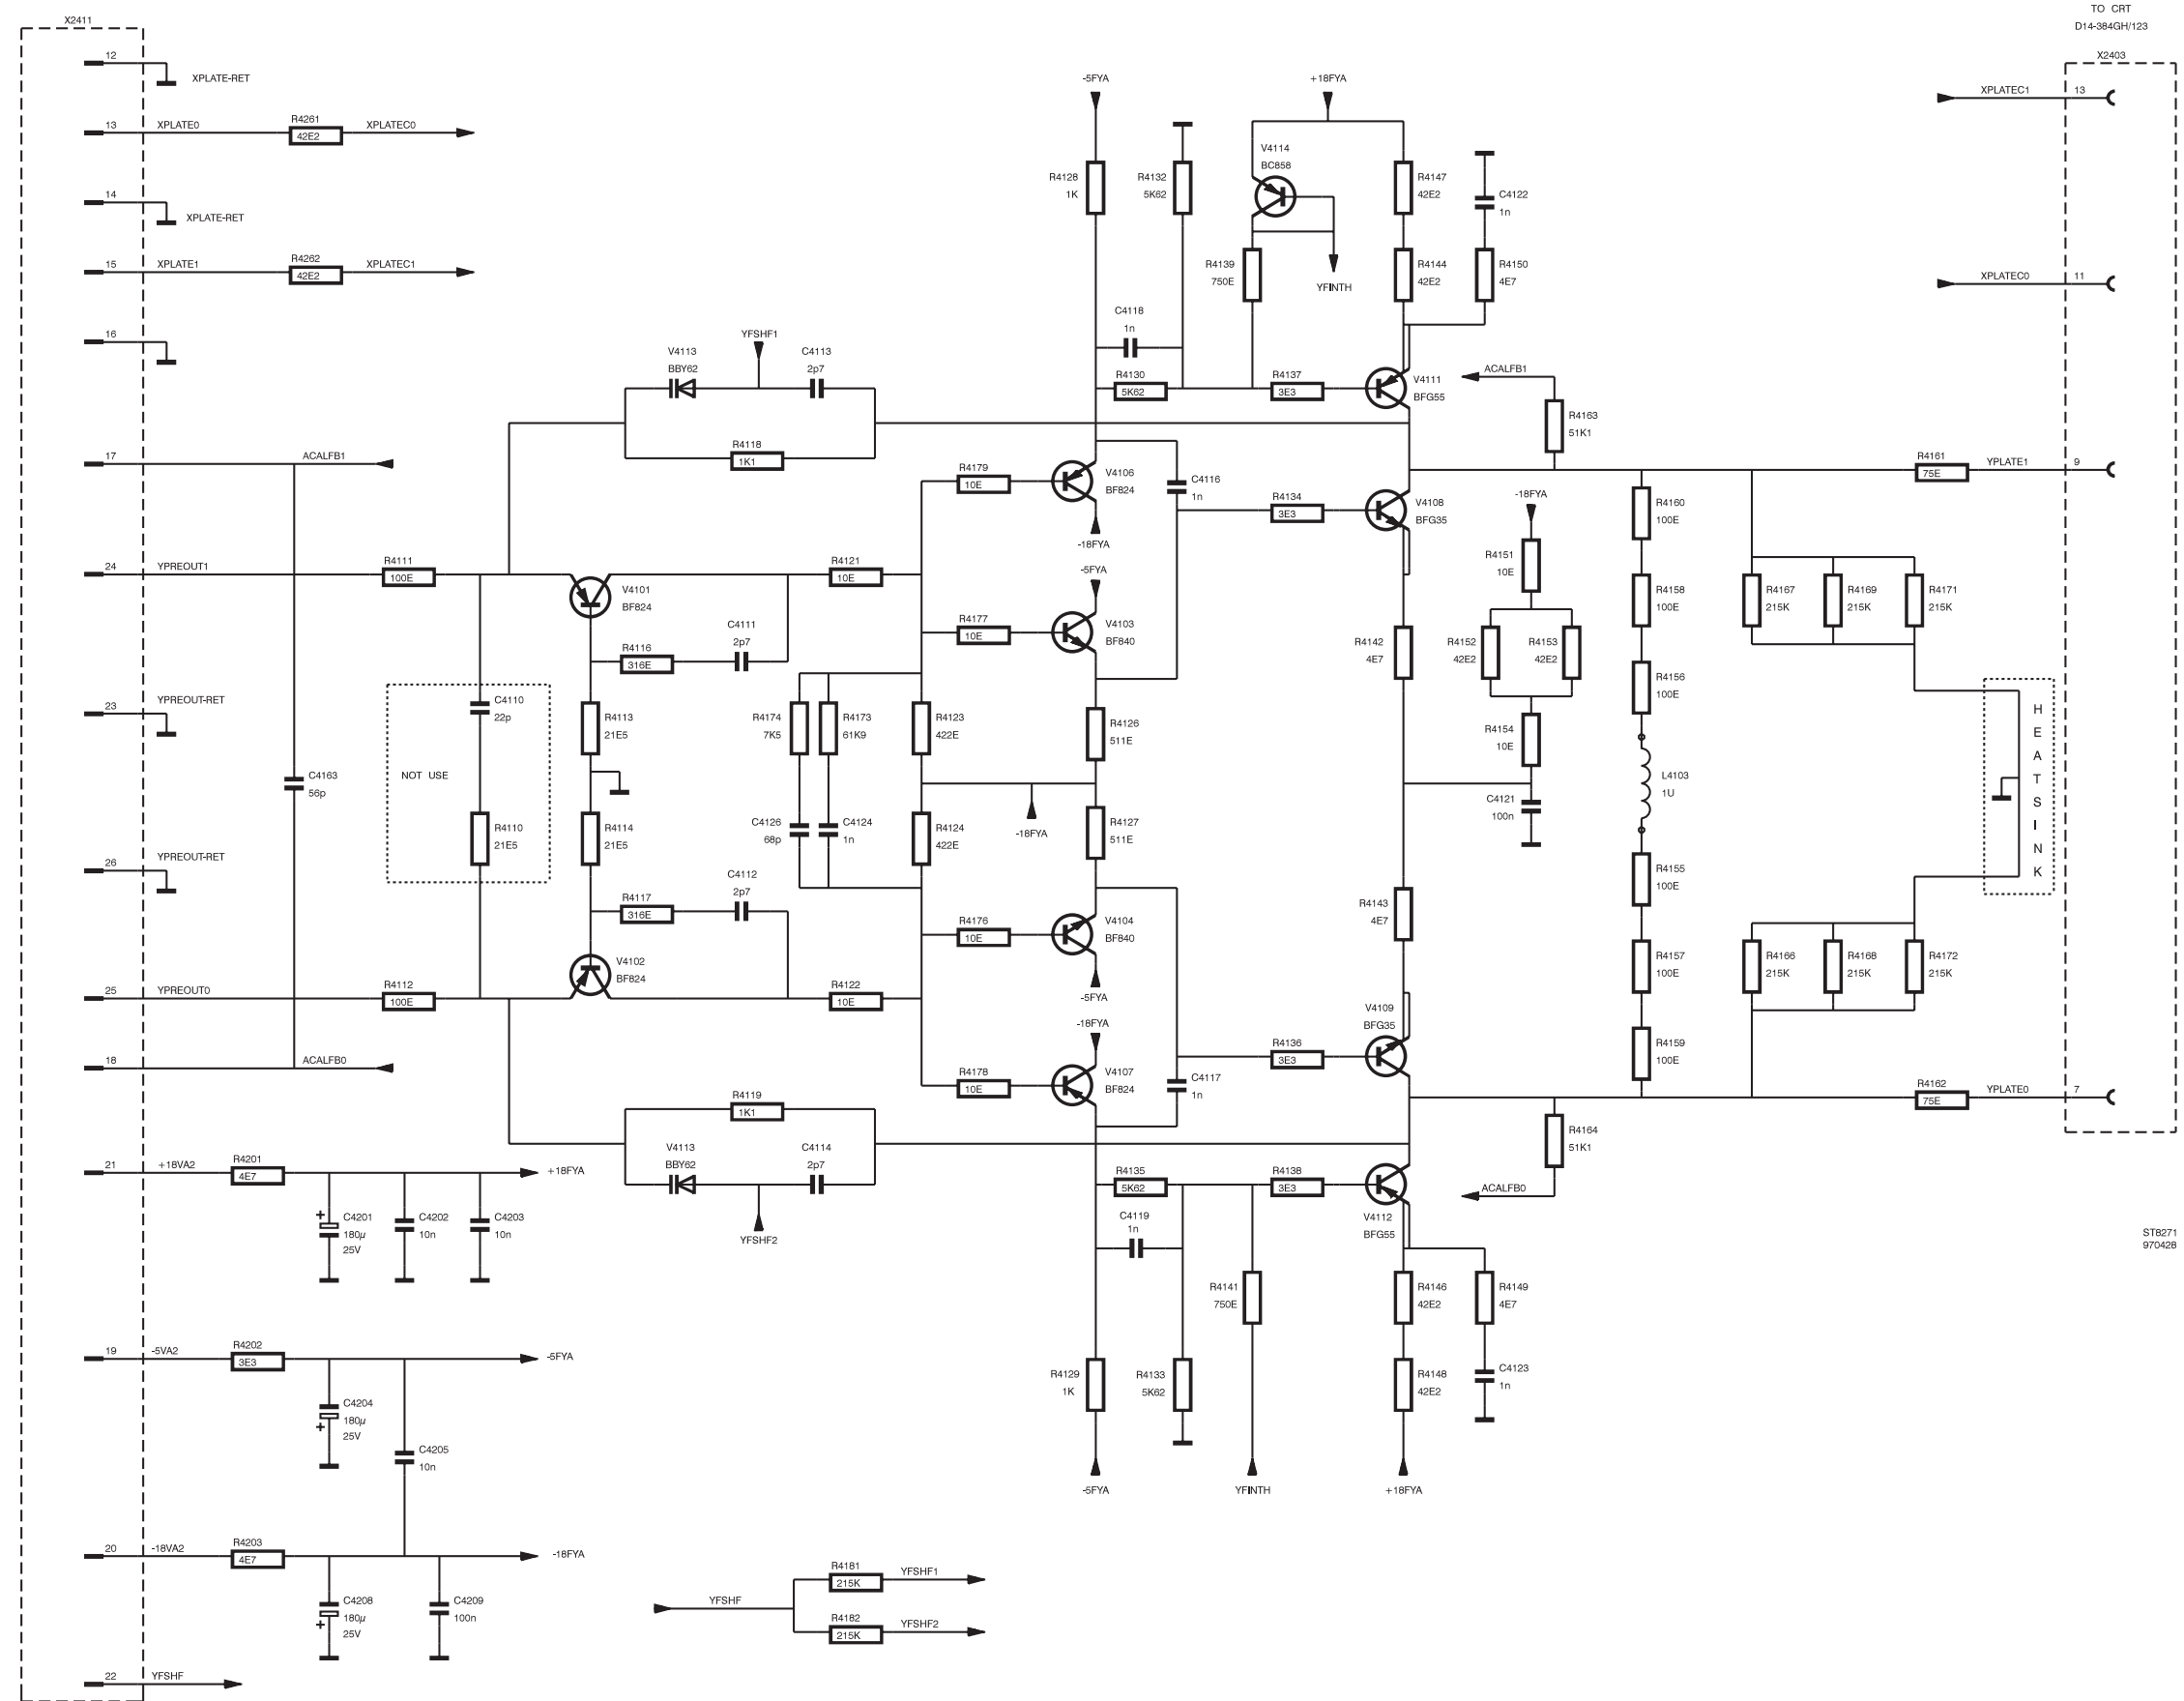 X2411
TO CRT
D14-384GH/123
X2403
12
XPLATE-RET
13
XPLATE0
R4261
42E2
XPLATEC0
14
XPLATE-RET
15
XPLATE1
R4262
42E2
XPLATEC1
16
17
ACALFB1
24
YPREOUT1
R4111
100E
23
YPREOUT-RET
C4163
56p
26
YPREOUT-RET
25
YPREOUT0
R4112
100E
18
ACALFB0
21
+18VA2
R4201
4E7
+18FYA
+
C4201
180µ
25V
C4202
10n
C4203
10n
19
-5VA2
R4202
3E3
-5FYA
C4204
180µ
25V
+
C4205
10n
20
-18VA2
R4203
4E7
-18FYA
C4208
180µ
25V
+
C4209
100n
22
YFSHF
NOT USE
C4110
22p
R4110
21E5
V4101
BF824
R4116
316E
C4111
2p7
R4113
21E5
R4114
21E5
R4117
316E
C4112
2p7
V4102
BF824
V4113
BBY62
YFSHF1
C4113
2p7
R4118
1K1
R4121
10E
R4174
7K5
R4173
61K9
R4123
422E
C4126
68p
C4124
1n
R4124
422E
R4122
10E
R4119
1K1
V4113
BBY62
C4114
2p7
YFSHF2
YFSHF
R4181
215K
YFSHF1
R4182
215K
YFSHF2
-5FYA
R4128
1K
R4132
5K62
C4118
1n
R4130
5K62
R4179
10E
V4106
BF824
-18FYA
C4116
1n
-5FYA
R4177
10E
V4103
BF840
R4126
511E
-18FYA
R4127
511E
R4176
10E
V4104
BF840
-5FYA
-18FYA
R4178
10E
V4107
BF824
C4117
1n
R4135
5K62
C4119
1n
R4129
1K
R4133
5K62
-5FYA
+18FYA
V4114
BC858
R4139
750E
YFINTH
R4147
42E2
R4144
42E2
C4122
1n
R4150
4E7
R4137
3E3
V4111
BFG55
ACALFB1
R4163
51K1
R4134
3E3
V4108
BFG35
-18FYA
R4151
10E
R4142
4E7
R4152
42E2
R4153
42E2
R4154
10E
C4121
100n
R4143
4E7
V4109
BFG35
R4136
3E3
R4138
3E3
V4112
BFG55
ACALFB0
R4164
51K1
R4141
750E
YFINTH
R4146
42E2
R4148
42E2
+18FYA
R4149
4E7
C4123
1n
R4160
100E
R4158
100E
R4156
100E
L4103
1U
R4155
100E
R4157
100E
R4159
100E
R4167
215K
R4169
215K
R4171
215K
R4166
215K
R4168
215K
R4172
215K
HEATSINK
XPLATEC1
13
XPLATEC0
11
R4161
75E
YPLATE1
9
R4162
75E
YPLATE0
7
ST8271
970428